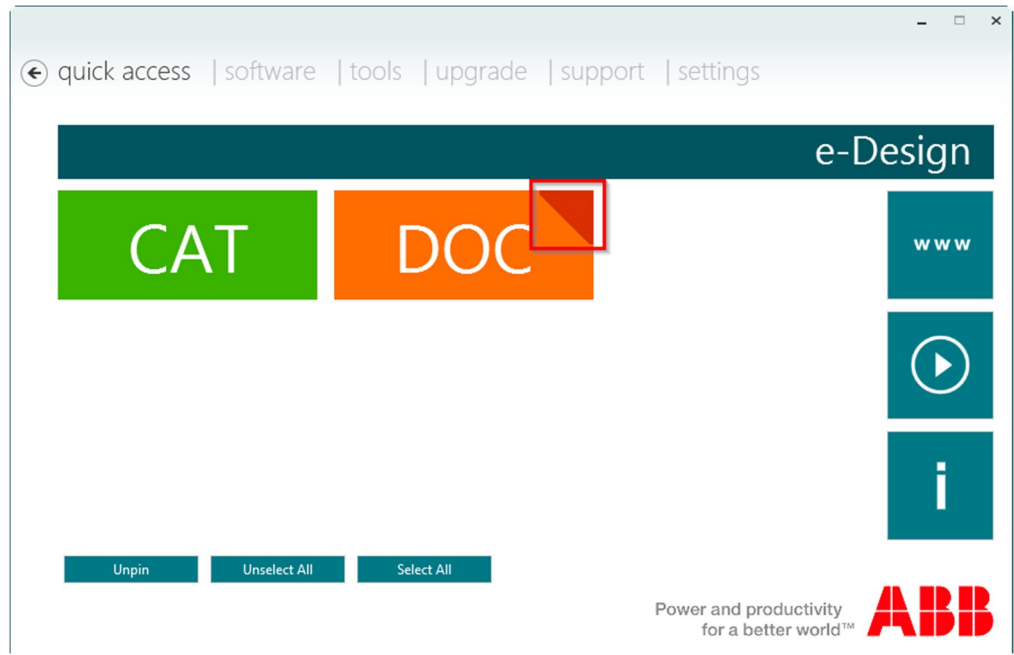 quick access | software | tools | upgrade | support | settings
e-Design
CAT DOC
www
i
Unpin Unselect All Select All
Power and productivity
for a better world™
ABB